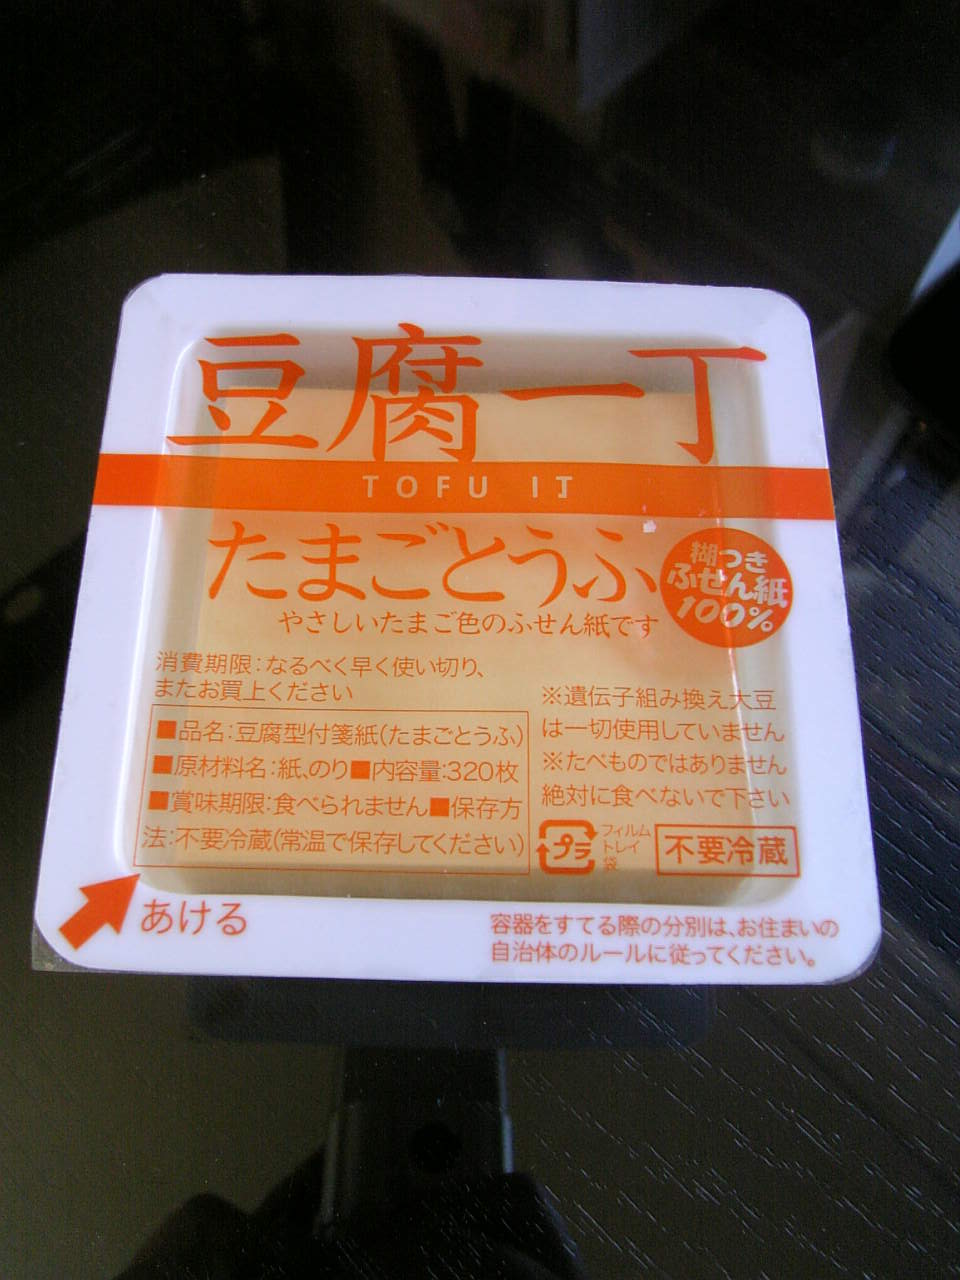 豆腐一丁
TOFU 1丁
たまごとうふ
糊つき
ふせん紙
100%
やさしいたまご色のふせん紙です
消費期限:なるべく早く使い切り、
またお買上ください
■品名:豆腐型付箋紙(たまごとうふ)
■原材料名:紙、のり■内容量:320枚
■賞味期限:食べられません■保存方
法:不要冷蔵(常温で保存してください)
※遺伝子組み換え大豆
は一切使用していません
※たべものではありません
絶対に食べないで下さい
プラ
フィルム
トレイ
袋
不要冷蔵
あける
容器をすてる際の分別は、お住まいの
自治体のルールに従ってください。